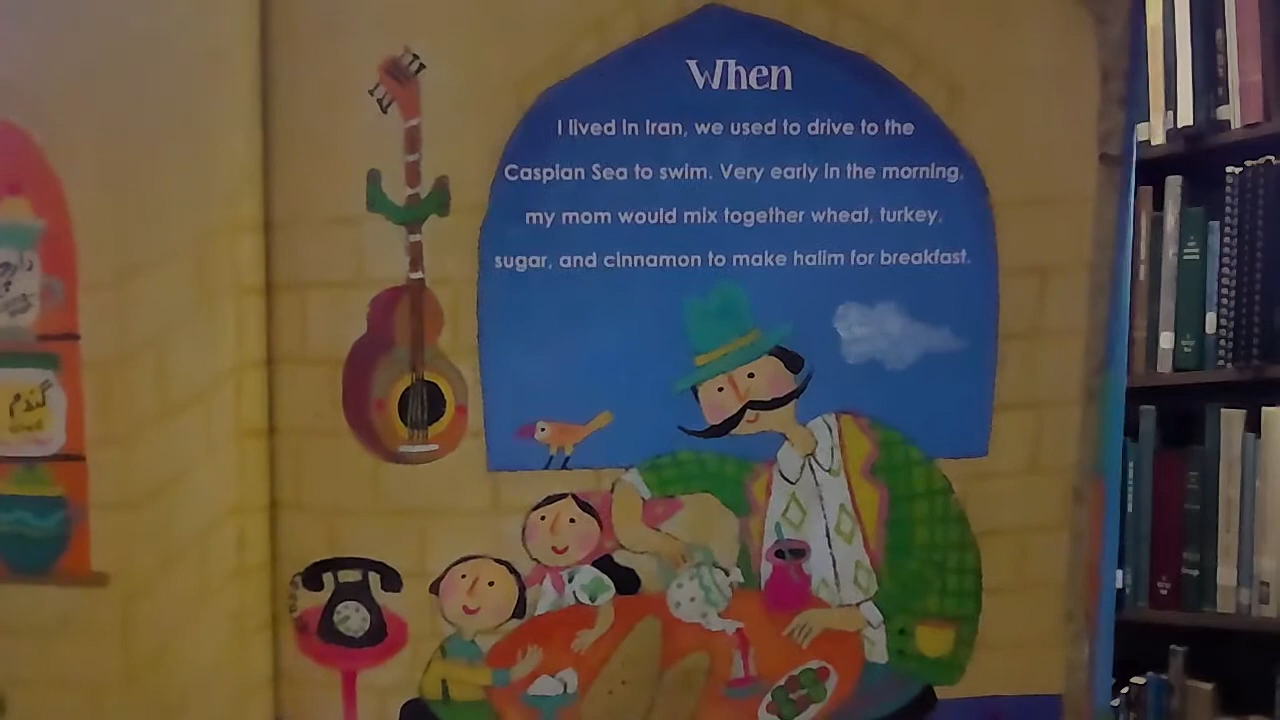 When
I lived in Iran, we used to drive to the
Caspian Sea to swim. Very early in the morning,
my mom would mix together wheat, turkey,
sugar, and cinnamon to make halim for breakfast.
گندم